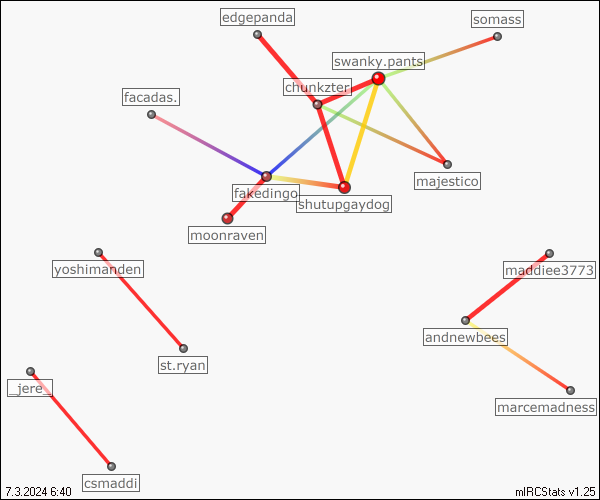 edgepanda
somass
swanky.pants
chunkzter
facadas.
majestico
fakedingo
shutupgaydog
moonraven
yoshimanden
maddiee3773
andnewbees
st.ryan
_jere_
marcemadness
csmaddi
7.3.2024 6:40
mIRCStats v1.25